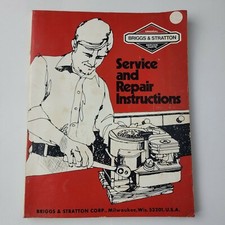 BRIGGS & STRATTON
Service
and
Repair
Instructions
BRIGGS & STRATTON CORP., Milwaukee, Wis. 53201, U.S.A.